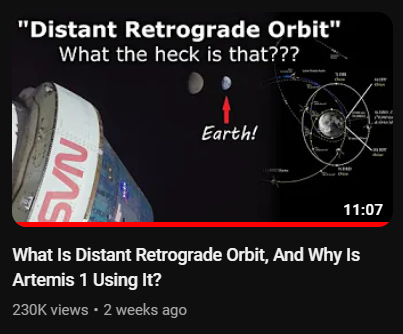 "Distant Retrograde Orbit"
What the heck is that???
Earth!
NASA
11:07
What Is Distant Retrograde Orbit, And Why Is
Artemis 1 Using It?
230K views • 2 weeks ago